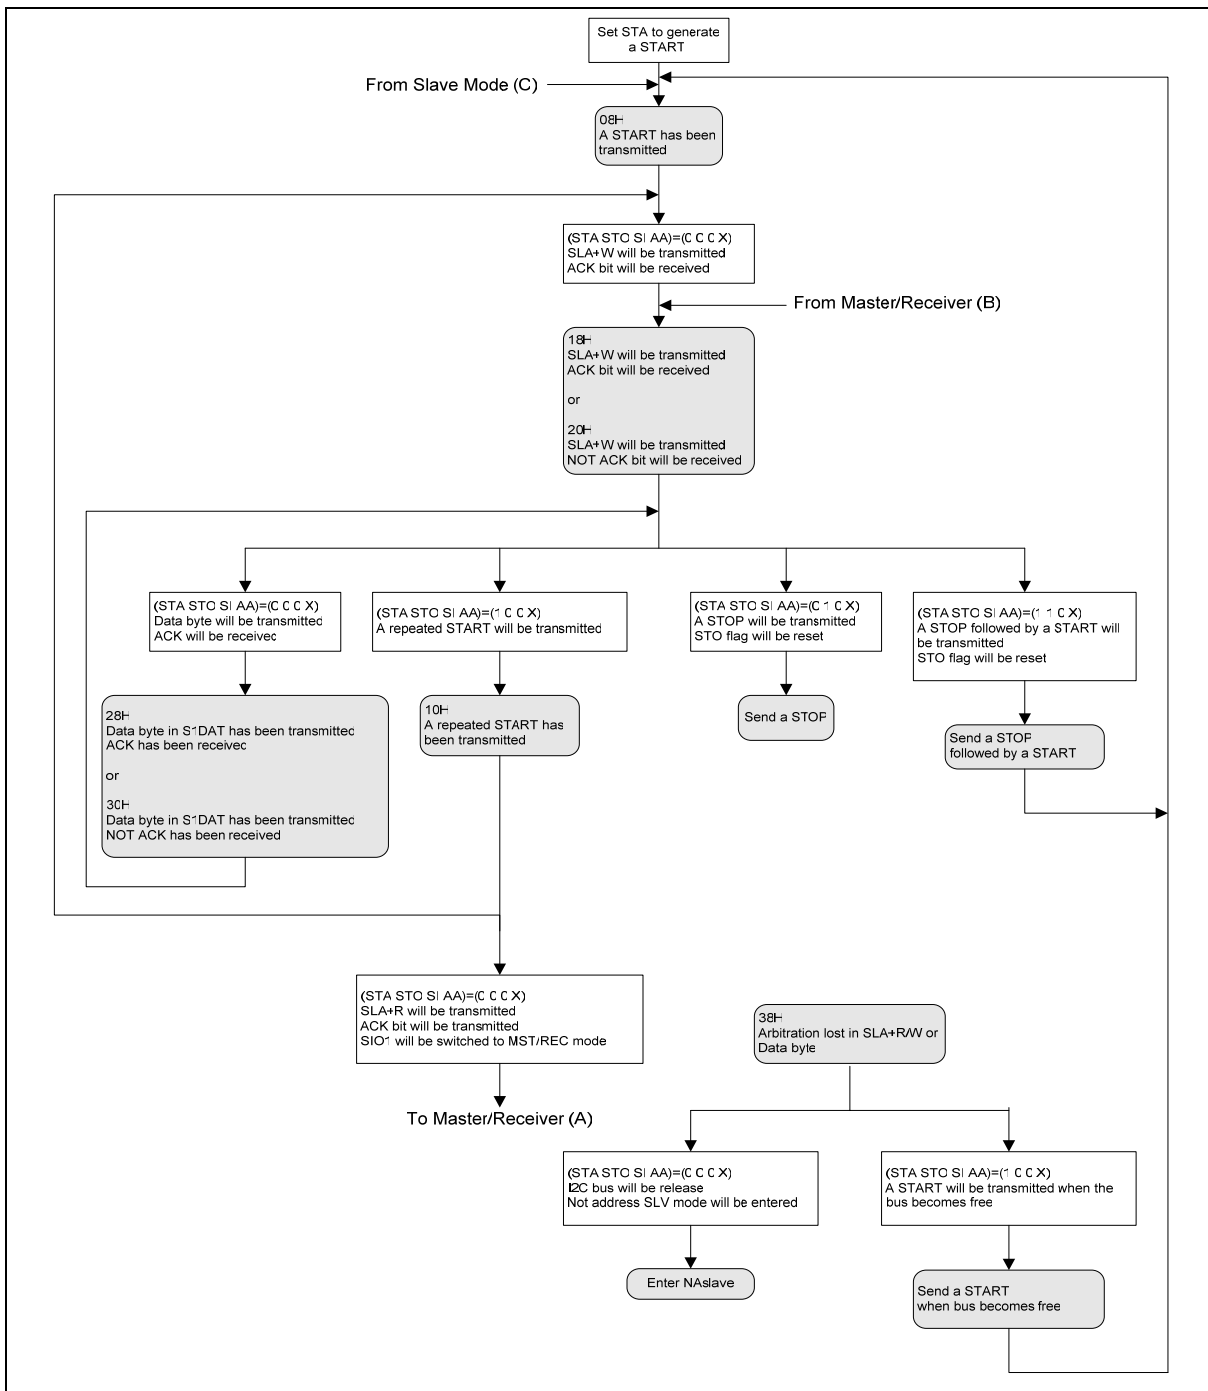 Set STA to generate
a START
From Slave Mode (C)
08H
A START has been
transmitted
(STA STO SI AA)=(0 0 0 X)
SLA+W will be transmitted
ACK bit will be received
From Master/Receiver (B)
18H
SLA+W will be transmitted
ACK bit will be received
or
20H
SLA+W will be transmitted
NOT ACK bit will be received
(STA STO SI AA)=(0 0 0 X)
Data byte will be transmitted
ACK will be received
(STA STO SI AA)=(1 0 0 X)
A repeated START will be transmitted
(STA STO SI AA)=(0 1 0 X)
A STOP will be transmitted
STO flag will be reset
(STA STO SI AA)=(1 1 0 X)
A STOP followed by a START will
be transmitted
STO flag will be reset
28H
Data byte in S1DAT has been transmitted
ACK has been received
or
30H
Data byte in S1DAT has been transmitted
NOT ACK has been received
10H
A repeated START has
been transmitted
Send a STOP
Send a STOP
followed by a START
(STA STO SI AA)=(0 0 0 X)
SLA+R will be transmitted
ACK bit will be transmitted
SIO1 will be switched to MST/REC mode
To Master/Receiver (A)
38H
Arbitration lost in SLA+R/W or
Data byte
(STA STO SI AA)=(0 0 0 X)
I2C bus will be release
Not address SLV mode will be entered
(STA STO SI AA)=(1 0 0 X)
A START will be transmitted when the
bus becomes free
Enter NAslave
Send a START
when bus becomes free